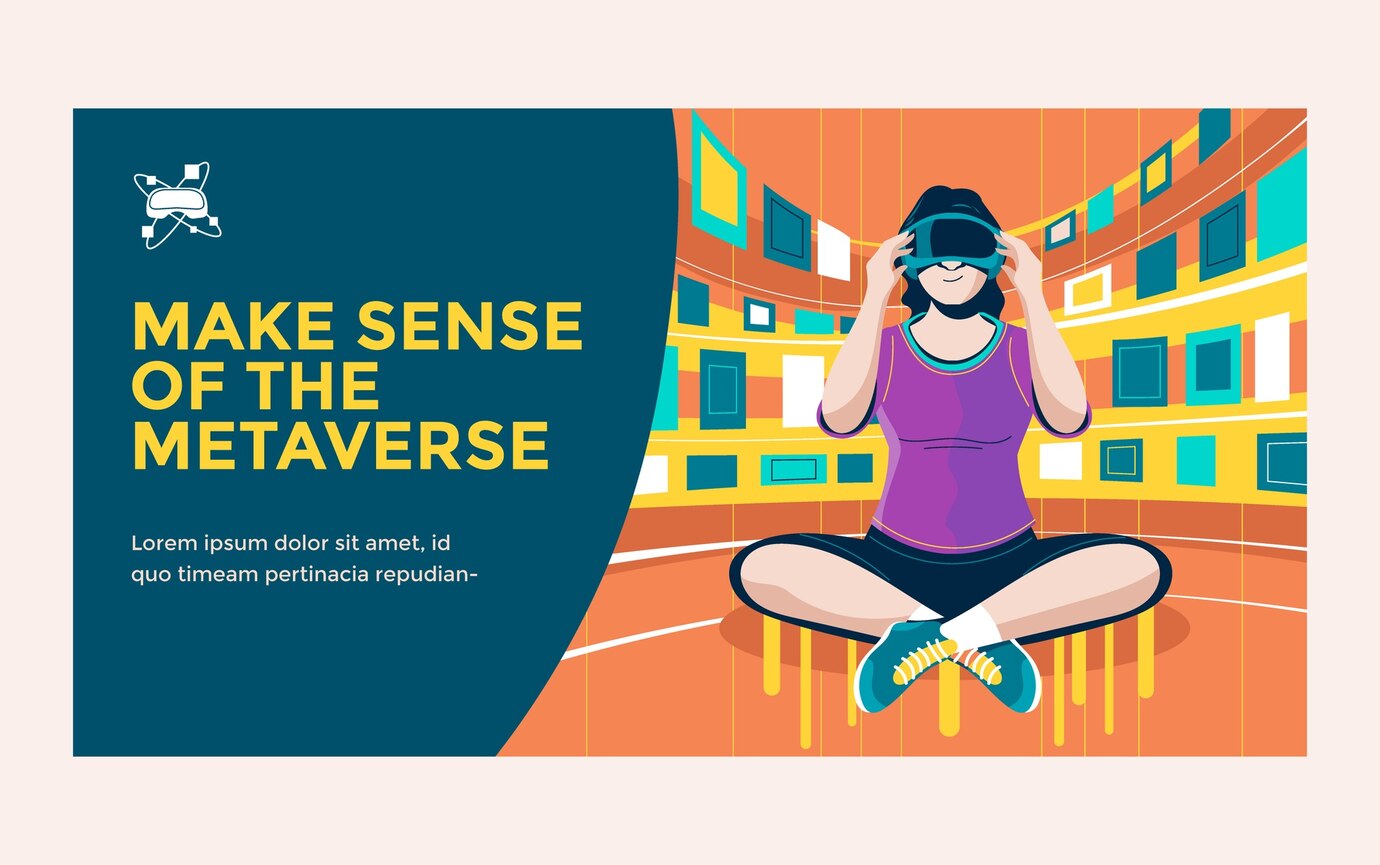 MAKE SENSE
OF THE
METAVERSE
Lorem ipsum dolor sit amet, id
quo timeam pertinacia repudian-